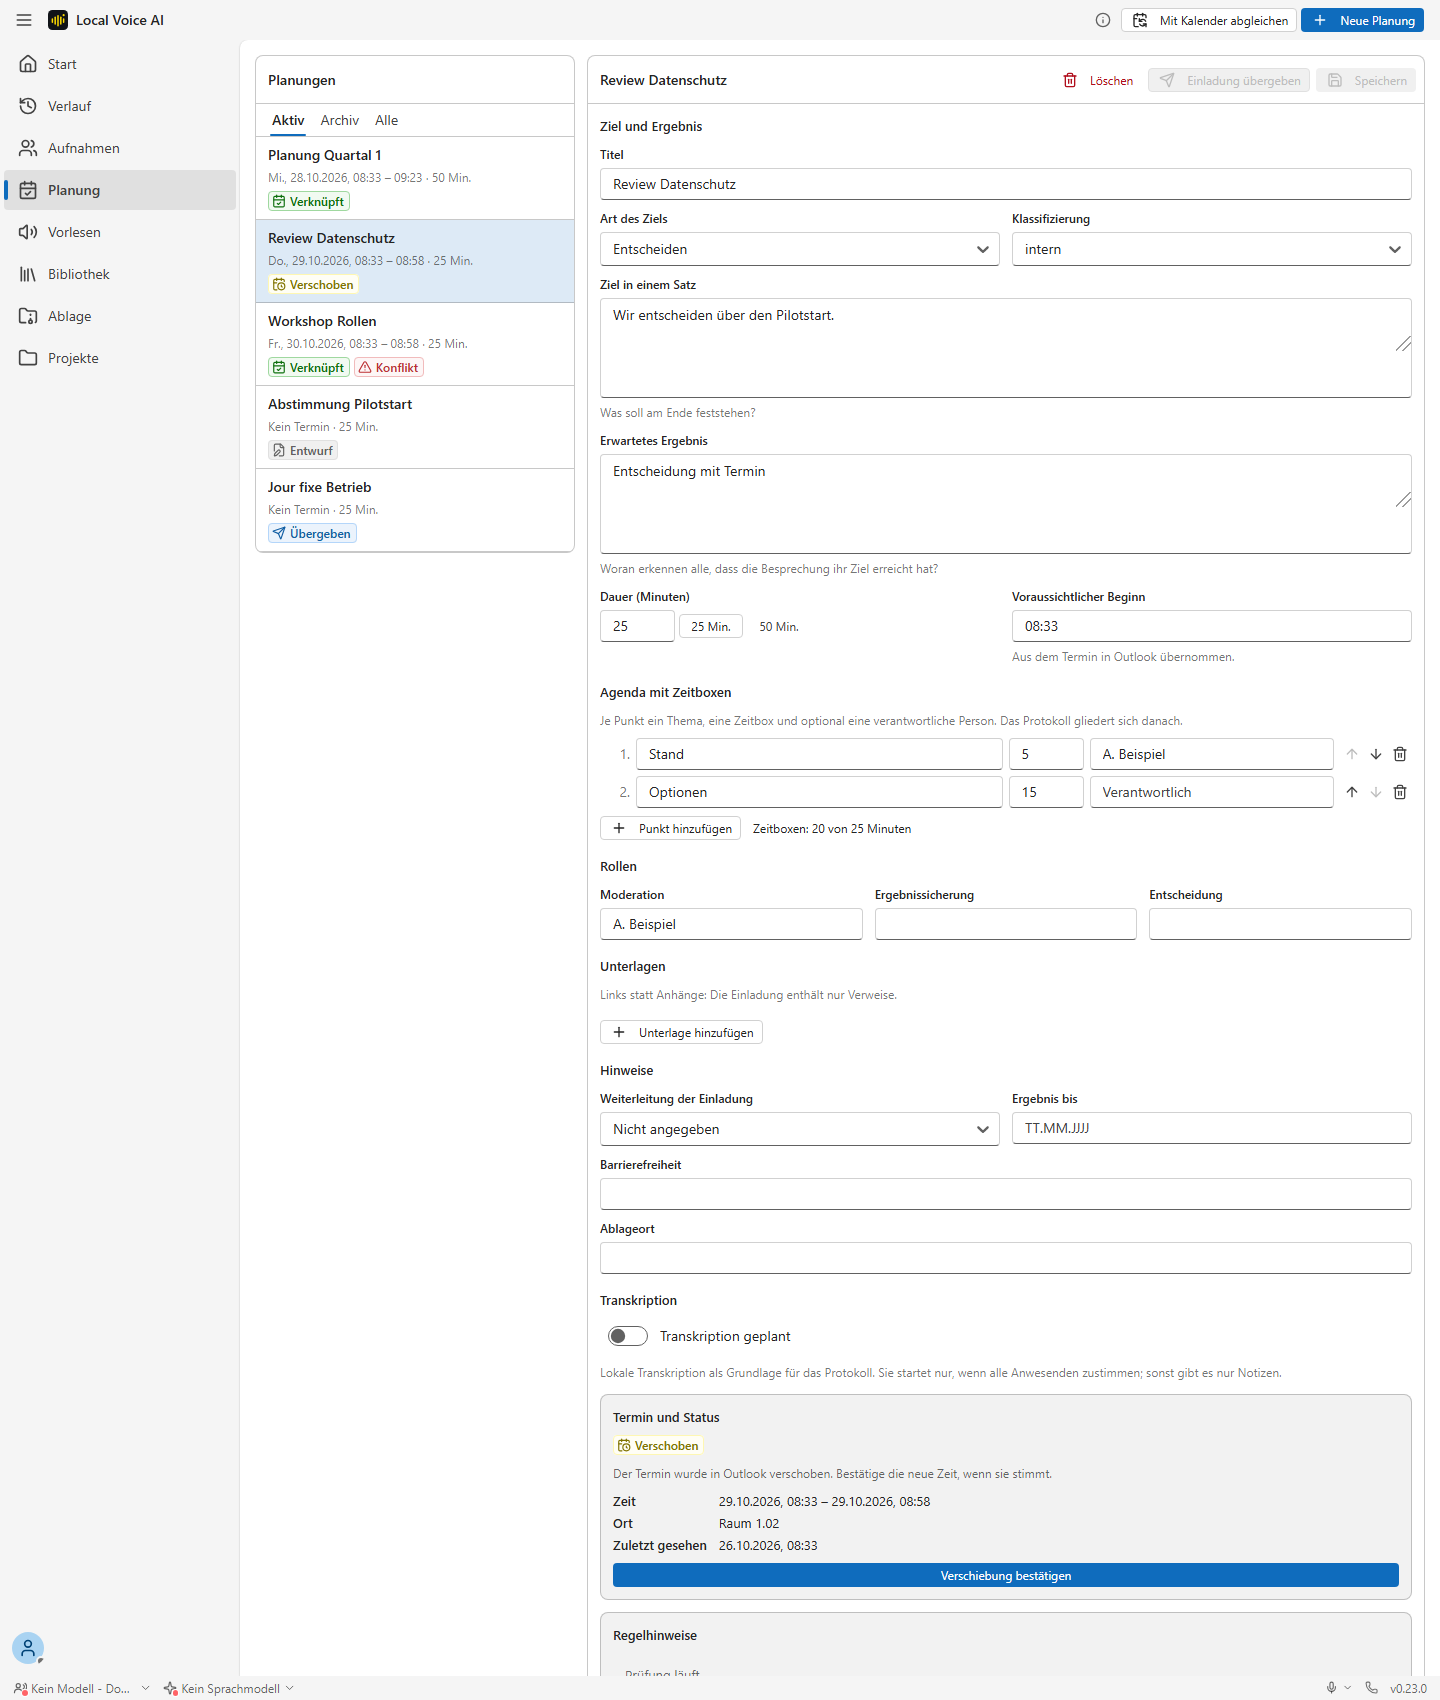 Local Voice AI
Mit Kalender abgleichen
Neue Planung
Start
Verlauf
Aufnahmen
Planung
Vorlesen
Bibliothek
Ablage
Projekte
Planungen
Aktiv Archiv Alle
Planung Quartal 1
Mi., 28.10.2026, 08:33 – 09:23 · 50 Min.
Verknüpft
Review Datenschutz
Do., 29.10.2026, 08:33 – 08:58 · 25 Min.
Verschoben
Workshop Rollen
Fr., 30.10.2026, 08:33 – 08:58 · 25 Min.
Verknüpft Konflikt
Abstimmung Pilotstart
Kein Termin · 25 Min.
Entwurf
Jour fixe Betrieb
Kein Termin · 25 Min.
Übergeben
Review Datenschutz
Löschen
Einladung übergeben
Speichern
Ziel und Ergebnis
Titel
Review Datenschutz
Art des Ziels Klassifizierung
Entscheiden intern
Ziel in einem Satz
Wir entscheiden über den Pilotstart.
Was soll am Ende feststehen?
Erwartetes Ergebnis
Entscheidung mit Termin
Woran erkennen alle, dass die Besprechung ihr Ziel erreicht hat?
Dauer (Minuten) Voraussichtlicher Beginn
25 25 Min. 50 Min. 08:33
Aus dem Termin in Outlook übernommen.
Agenda mit Zeitboxen
Je Punkt ein Thema, eine Zeitbox und optional eine verantwortliche Person. Das Protokoll gliedert sich danach.
1. Stand 5 A. Beispiel
2. Optionen 15 Verantwortlich
Punkt hinzufügen Zeitboxen: 20 von 25 Minuten
Rollen
Moderation Ergebnissicherung Entscheidung
A. Beispiel
Unterlagen
Links statt Anhänge: Die Einladung enthält nur Verweise.
Unterlage hinzufügen
Hinweise
Weiterleitung der Einladung Ergebnis bis
Nicht angegeben TT.MM.JJJJ
Barrierefreiheit
Ablageort
Transkription
Transkription geplant
Lokale Transkription als Grundlage für das Protokoll. Sie startet nur, wenn alle Anwesenden zustimmen; sonst gibt es nur Notizen.
Termin und Status
Verschoben
Der Termin wurde in Outlook verschoben. Bestätige die neue Zeit, wenn sie stimmt.
Zeit 29.10.2026, 08:33 – 29.10.2026, 08:58
Ort Raum 1.02
Zuletzt gesehen 26.10.2026, 08:33
Verschiebung bestätigen
Regelhinweise
Prüfung läuft
Kein Modell - Do... Kein Sprachmodell v0.23.0